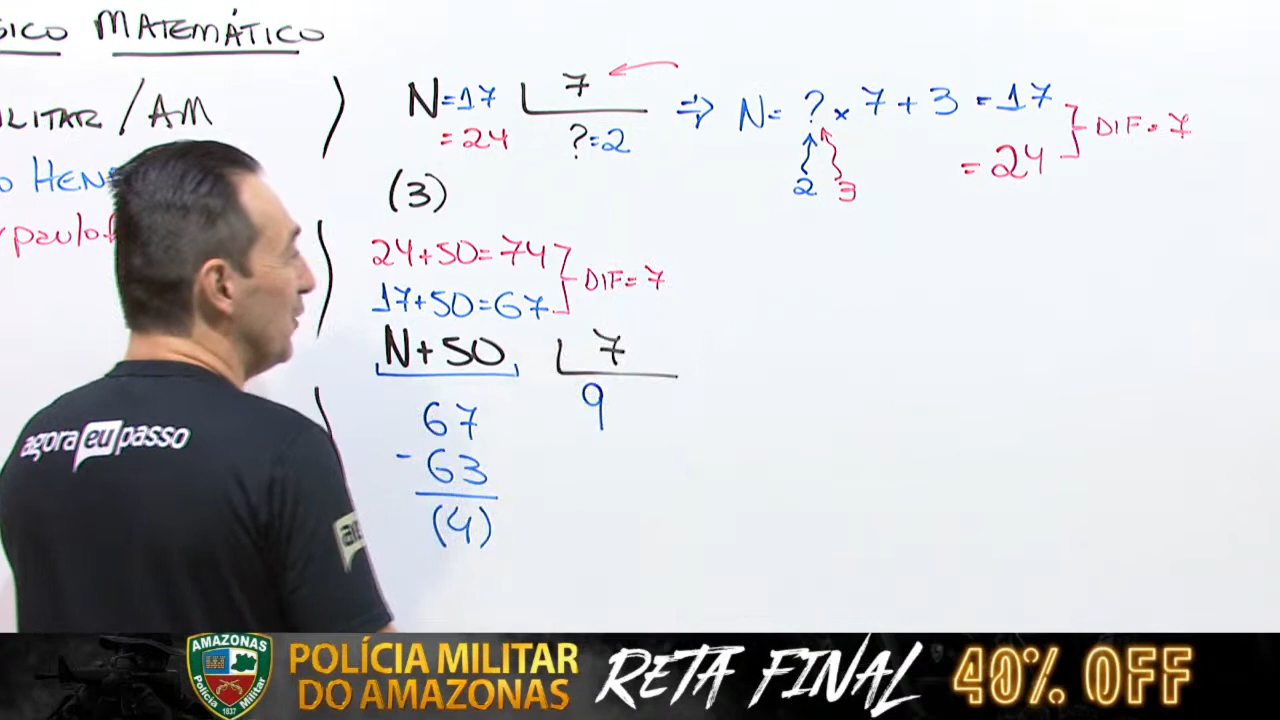 MATEMÁTICO
/AM
N=17 7
=24 ?=2
(3)
⇒ N= ? x 7 + 3 = 17
= 24
DIF = 7
2 3
24+50=74
17+50=67
DIF=7
N+50 7
67 9
-63
(4)
agora eu passo
AMAZONAS
Polícia Militar
1837
POLÍCIA MILITAR
DO AMAZONAS
RETA FINAL
40% OFF